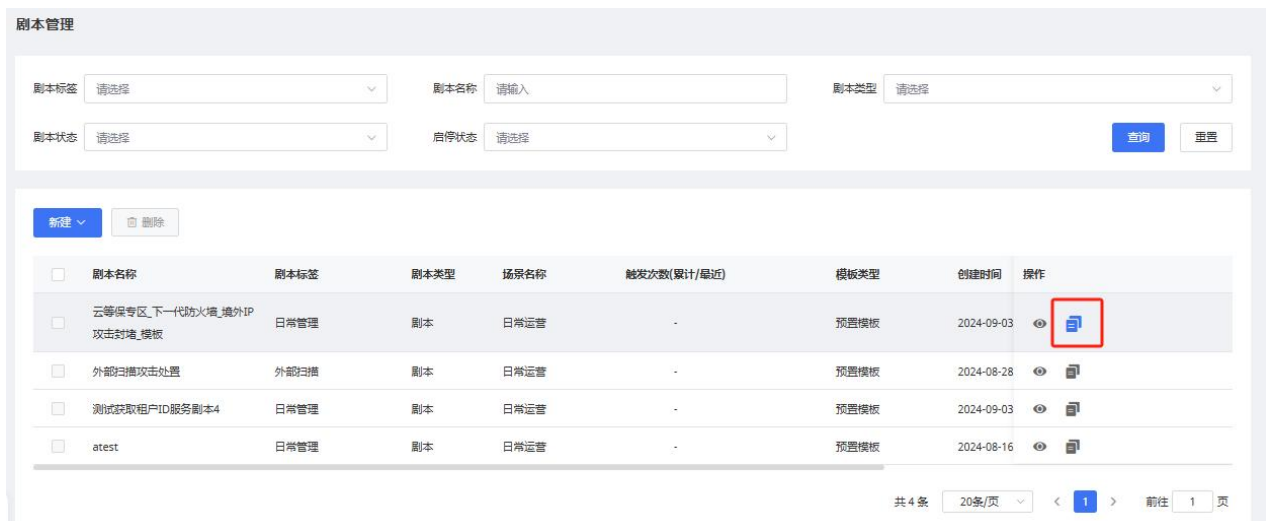 剧本管理
剧本标签 请选择 剧本名称 请输入 剧本类型 请选择
剧本状态 请选择 启停状态 请选择 查询 重置
新建 删除
剧本名称 剧本标签 剧本类型 场景名称 触发次数(累计/最近) 模板类型 创建时间 操作
云等保专区_下一代防火墙_境外IP
攻击封堵_模板 日常管理 剧本 日常运营 - 预置模板 2024-09-03
外部扫描攻击处置 外部扫描 剧本 日常运营 - 预置模板 2024-08-28
测试获取租户ID服务剧本4 日常管理 剧本 日常运营 - 预置模板 2024-09-03
atest 日常管理 剧本 日常运营 - 预置模板 2024-08-16
共 4 条 20条/页 < 1 > 前往 1 页